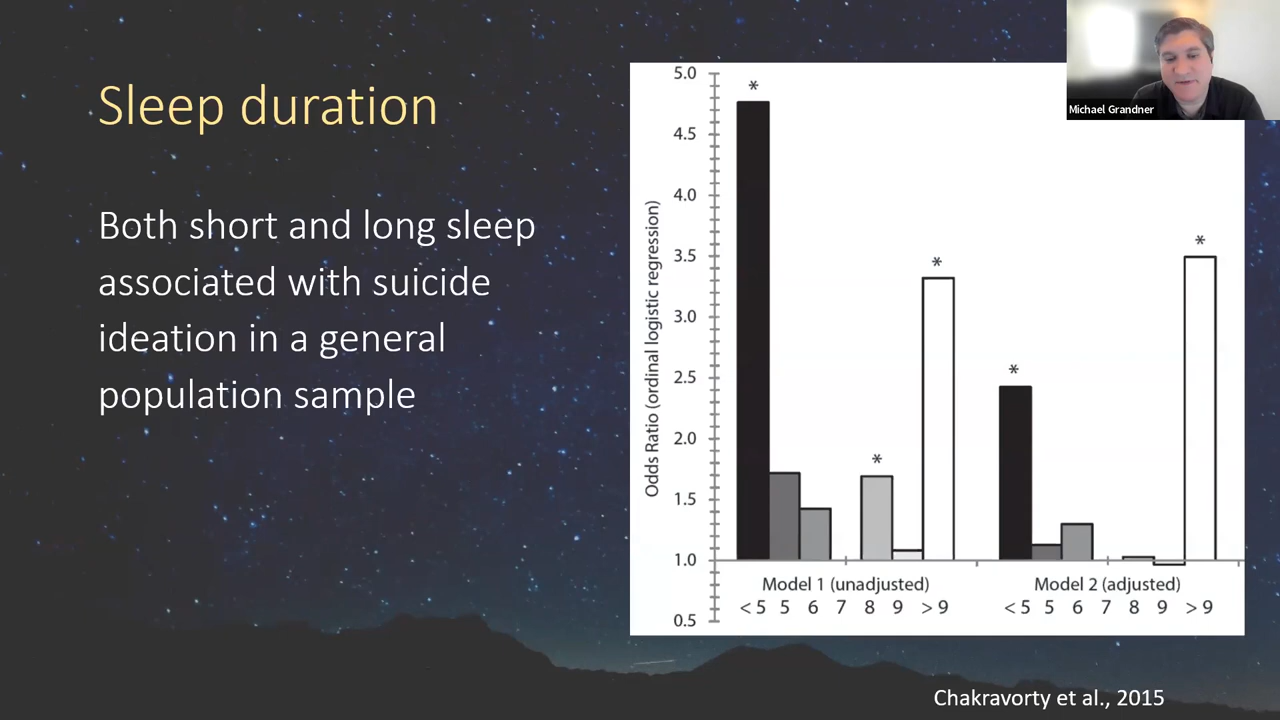 Sleep duration
Both short and long sleep
associated with suicide
ideation in a general
population sample
Michael Grandner
Odds Ratio (ordinal logistic regression)
5.0
4.5
4.0
3.5
3.0
2.5
2.0
1.5
1.0
0.5
*
*
*
*
*
Model 1 (unadjusted)
< 5 5 6 7 8 9 > 9
Model 2 (adjusted)
< 5 5 6 7 8 9 > 9
Chakravorty et al., 2015